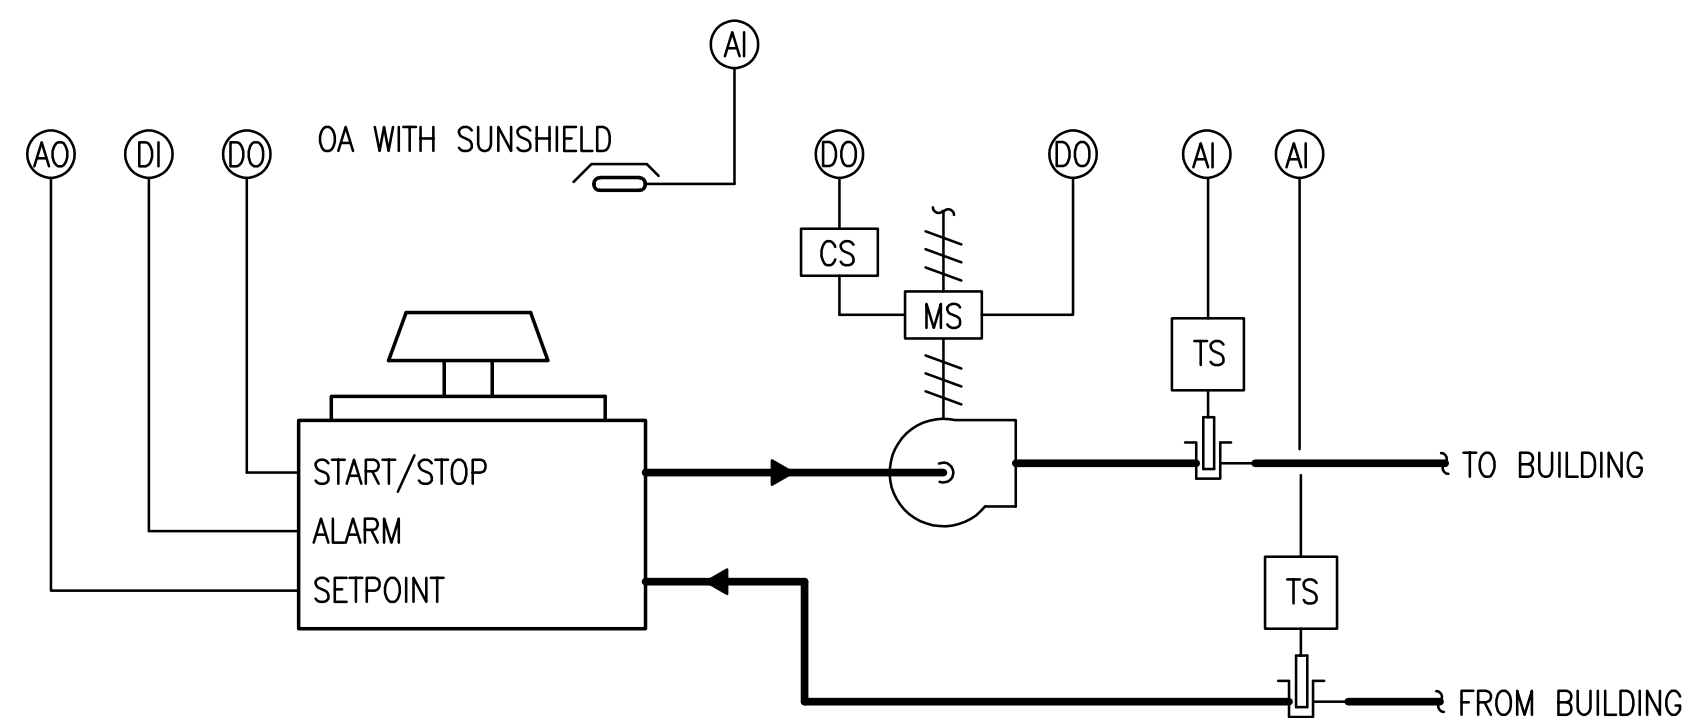 AI
AO
DI
DO
OA WITH SUNSHIELD
DO
DO
AI
AI
CS
MS
TS
START/STOP
TO BUILDING
ALARM
SETPOINT
TS
FROM BUILDING